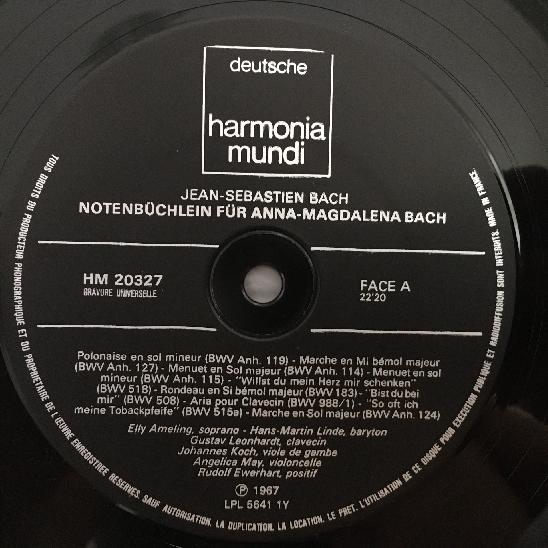 deutsche
harmonia
mundi
JEAN-SEBASTIEN BACH
NOTENBÜCHLEIN FÜR ANNA-MAGDALENA BACH
HM 20327
GRAVURE UNIVERSELLE
FACE A
22'20
Polonaise en sol mineur (BWV Anh. 119) - Marche en Mi bémol majeur
(BWV Anh. 127) - Menuet en Sol majeur (BWV Anh. 114) - Menuet en sol
mineur (BWV Anh. 115) - "Willst du mein Herz mir schenken"
(BWV 518) - Rondeau en Si bémol majeur (BWV 183) - "Bist du bei
mir" (BWV 508) - Aria pour Clavecin (BWV 988/1) - "So oft ich
meine Tobackpfeife" (BWV 515a) - Marche en Sol majeur (BWV Anh. 124)
Elly Ameling, soprano - Hans-Martin Linde, baryton
Gustav Leonhardt, clavecin
Johannes Koch, viole de gambe
Angelica May, violoncelle
Rudolf Ewerhart, positif
℗ 1967
LPL 5641 1Y
TOUS DROITS DU PRODUCTEUR PHONOGRAPHIQUE ET DU PROPRIETAIRE DE L'ŒUVRE ENREGISTREE RESERVES. SAUF AUTORISATION, LA DUPLICATION, LA LOCATION, LE PRET, L'UTILISATION DE CE DISQUE POUR EXECUTION PUBLIQUE ET RADIODIFFUSION SONT INTERDITS. MADE IN FRANCE.